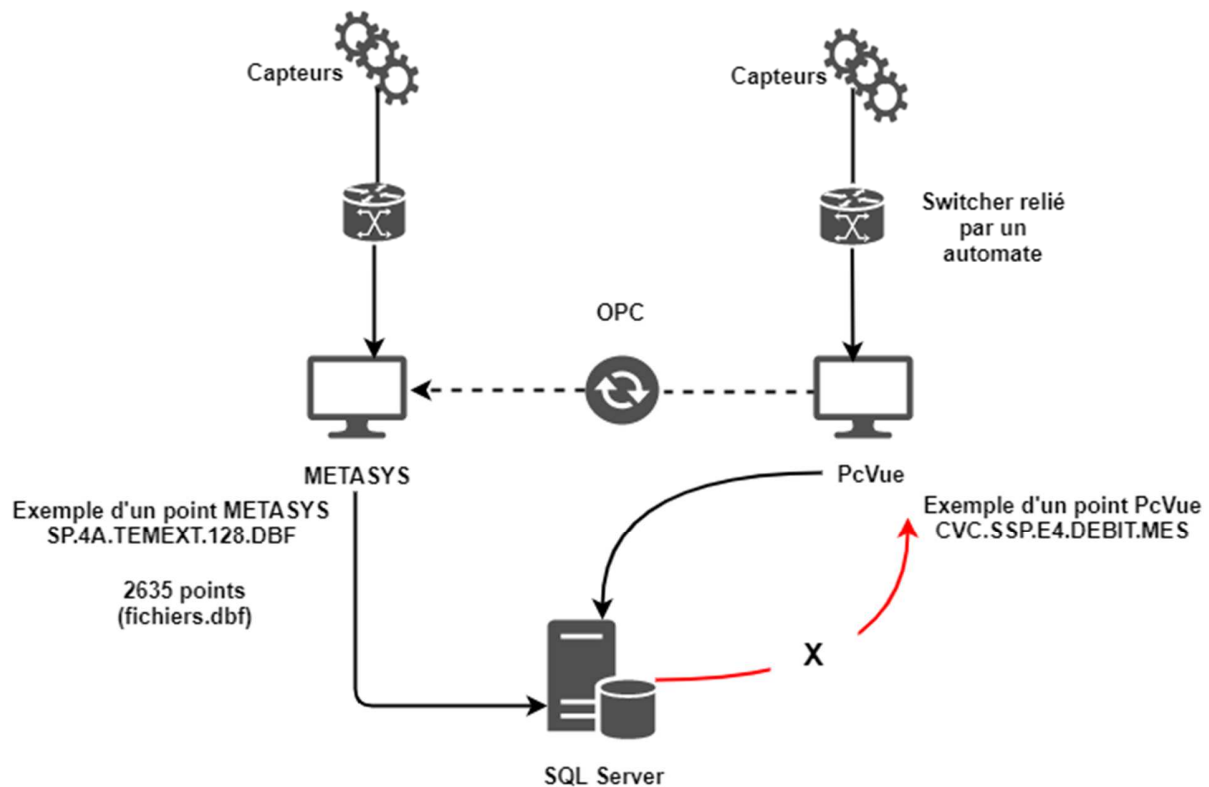 Capteurs
Capteurs
Switcher relié
par un
automate
OPC
METASYS
PcVue
Exemple d'un point METASYS
SP.4A.TEMEXT.128.DBF
2635 points
(fichiers.dbf)
Exemple d'un point PcVue
CVC.SSP.E4.DEBIT.MES
X
SQL Server